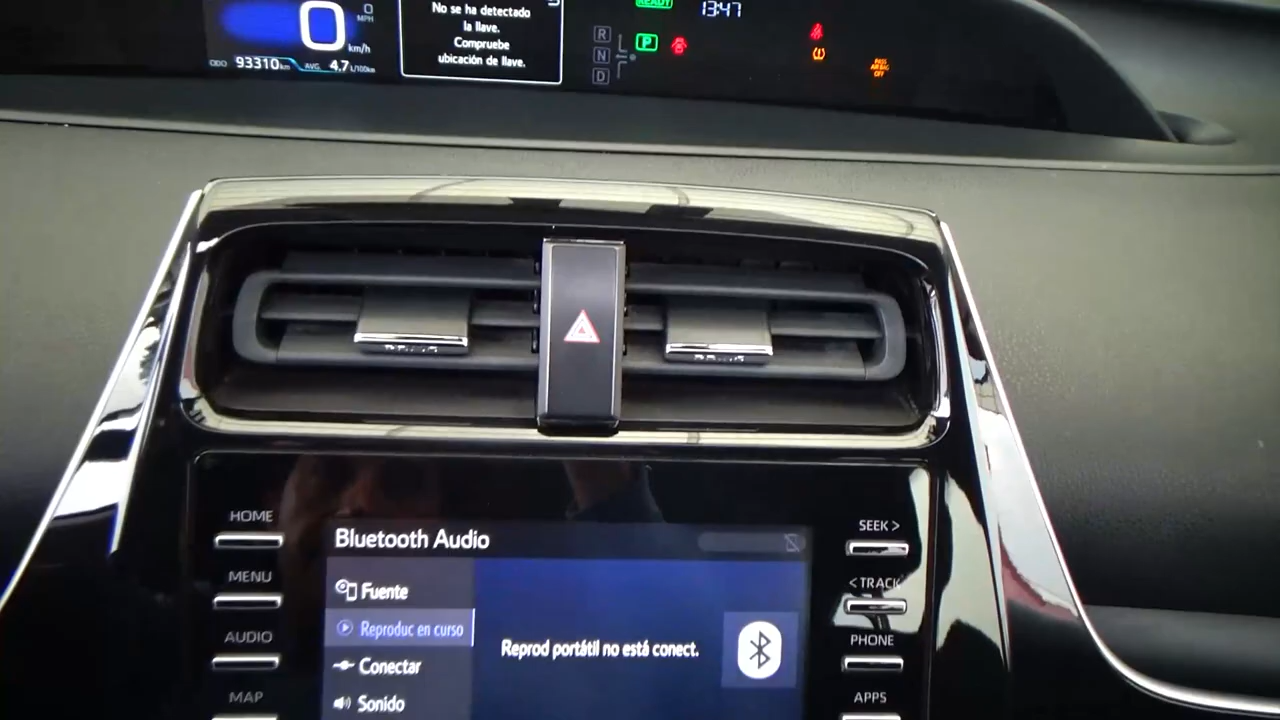 0
0 MPH
km/h
ODO 93310 km AVG. 4.7 L/100km
No se ha detectado
la llave.
Compruebe
ubicación de llave.
R
N
D
P
READY
13:47
PASS
AIR BAG
OFF
HOME
MENU
AUDIO
MAP
Bluetooth Audio
Fuente
Reproduc en curso
Conectar
Sonido
Reprod portátil no está conect.
SEEK >
< TRACK
PHONE
APPS